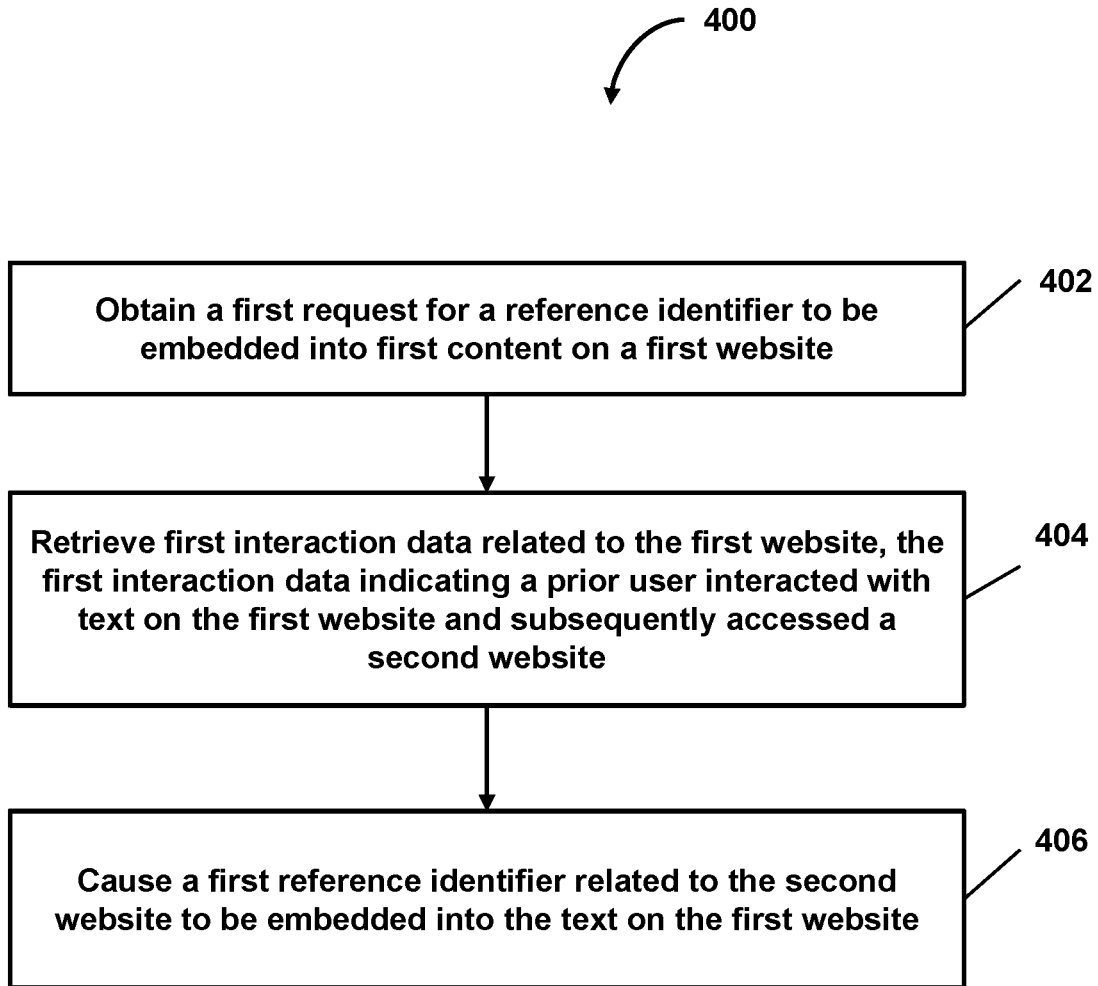 400
Obtain a first request for a reference identifier to be
embedded into first content on a first website
402
Retrieve first interaction data related to the first website, the
first interaction data indicating a prior user interacted with
text on the first website and subsequently accessed a
second website
404
Cause a first reference identifier related to the second
website to be embedded into the text on the first website
406